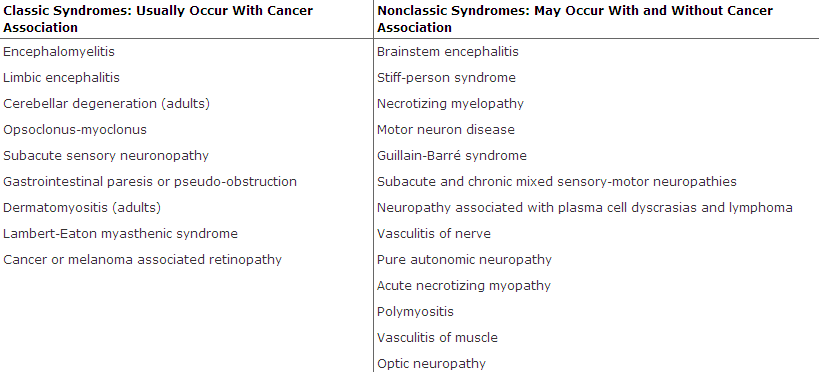 Classic Syndromes: Usually Occur With Cancer
Association
Nonclassic Syndromes: May Occur With and Without Cancer
Association
Encephalomyelitis
Brainstem encephalitis
Limbic encephalitis
Stiff-person syndrome
Cerebellar degeneration (adults)
Necrotizing myelopathy
Opsoclonus-myoclonus
Motor neuron disease
Subacute sensory neuronopathy
Guillain-Barré syndrome
Gastrointestinal paresis or pseudo-obstruction
Subacute and chronic mixed sensory-motor neuropathies
Dermatomyositis (adults)
Neuropathy associated with plasma cell dyscrasias and lymphoma
Lambert-Eaton myasthenic syndrome
Vasculitis of nerve
Cancer or melanoma associated retinopathy
Pure autonomic neuropathy
Acute necrotizing myopathy
Polymyositis
Vasculitis of muscle
Optic neuropathy